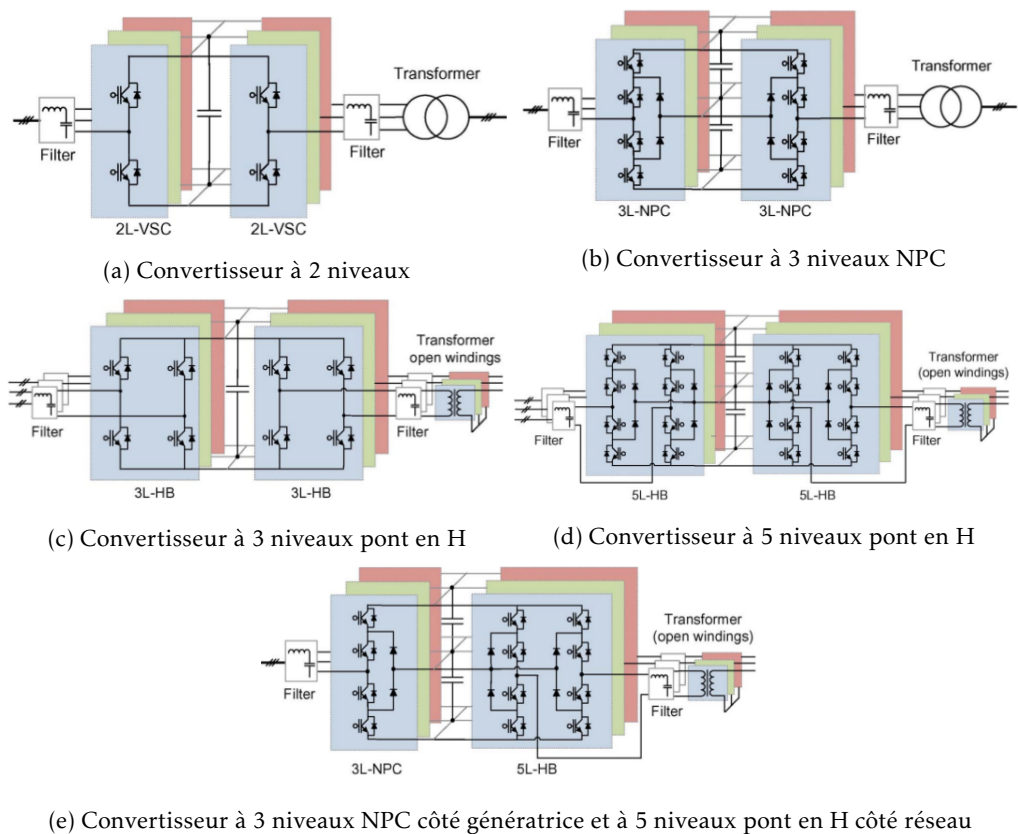 Filter
2L-VSC
2L-VSC
Filter
Transformer
(a) Convertisseur à 2 niveaux
Filter
3L-NPC
3L-NPC
Filter
Transformer
(b) Convertisseur à 3 niveaux NPC
Filter
3L-HB
3L-HB
Filter
Transformer
open windings
(c) Convertisseur à 3 niveaux pont en H
Filter
5L-HB
5L-HB
Filter
Transformer
(open windings)
(d) Convertisseur à 5 niveaux pont en H
Filter
3L-NPC
5L-HB
Filter
Transformer
(open windings)
(e) Convertisseur à 3 niveaux NPC côté génératrice et à 5 niveaux pont en H côté réseau